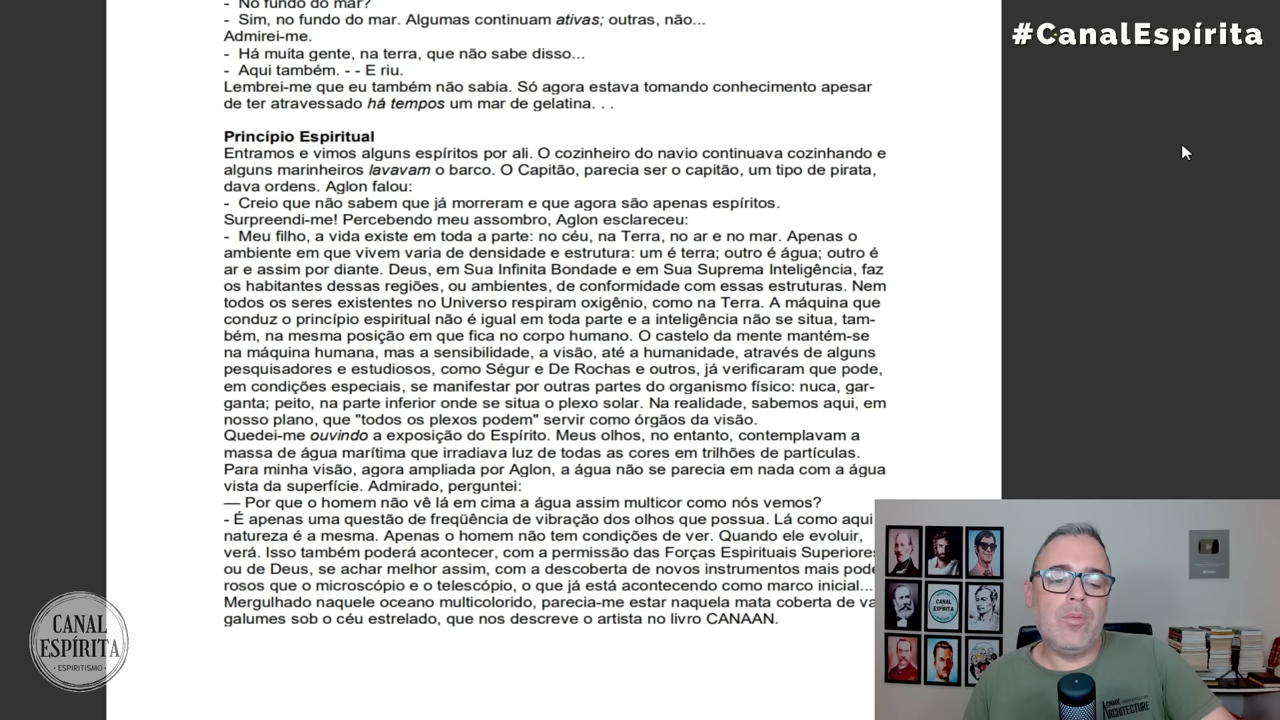 - No fundo do mar?
- Sim, no fundo do mar. Algumas continuam ativas; outras, não...
Admirei-me.
- Há muita gente, na terra, que não sabe disso...
- Aqui também. - - E riu.
Lembrei-me que eu também não sabia. Só agora estava tomando conhecimento apesar
de ter atravessado há tempos um mar de gelatina. . .
Princípio Espiritual
Entramos e vimos alguns espíritos por ali. O cozinheiro do navio continuava cozinhando e
alguns marinheiros lavavam o barco. O Capitão, parecia ser o capitão, um tipo de pirata,
dava ordens. Aglon falou:
- Creio que não sabem que já morreram e que agora são apenas espíritos.
Surpreendi-me! Percebendo meu assombro, Aglon esclareceu:
- Meu filho, a vida existe em toda a parte: no céu, na Terra, no ar e no mar. Apenas o
ambiente em que vivem varia de densidade e estrutura: um é terra; outro é água; outro é
ar e assim por diante. Deus, em Sua Infinita Bondade e em Sua Suprema Inteligência, faz
os habitantes dessas regiões, ou ambientes, de conformidade com essas estruturas. Nem
todos os seres existentes no Universo respiram oxigênio, como na Terra. A máquina que
conduz o princípio espiritual não é igual em toda parte e a inteligência não se situa, tam-
bém, na mesma posição em que fica no corpo humano. O castelo da mente mantém-se
na máquina humana, mas a sensibilidade, a visão, até a humanidade, através de alguns
pesquisadores e estudiosos, como Ségur e De Rochas e outros, já verificaram que pode,
em condições especiais, se manifestar por outras partes do organismo físico: nuca, gar-
ganta; peito, na parte inferior onde se situa o plexo solar. Na realidade, sabemos aqui, em
nosso plano, que "todos os plexos podem" servir como órgãos da visão.
Quedei-me ouvindo a exposição do Espírito. Meus olhos, no entanto, contemplavam a
massa de água marítima que irradiava luz de todas as cores em trilhões de partículas.
Para minha visão, agora ampliada por Aglon, a água não se parecia em nada com a água
vista da superfície. Admirado, perguntei:
— Por que o homem não vê lá em cima a água assim multicor como nós vemos?
- É apenas uma questão de freqüência de vibração dos olhos que possua. Lá como aqui
natureza é a mesma. Apenas o homem não tem condições de ver. Quando ele evoluir,
verá. Isso também poderá acontecer, com a permissão das Forças Espirituais Superiores
ou de Deus, se achar melhor assim, com a descoberta de novos instrumentos mais pode
rosos que o microscópio e o telescópio, o que já está acontecendo como marco inicial...
Mergulhado naquele oceano multicolorido, parecia-me estar naquela mata coberta de va
galumes sob o céu estrelado, que nos descreve o artista no livro CANAAN.
#CanalEspírita
CANAL
ESPÍRITA
· ESPIRITISMO ·
CANAL
ESPÍRITA
ARCHITECTURE